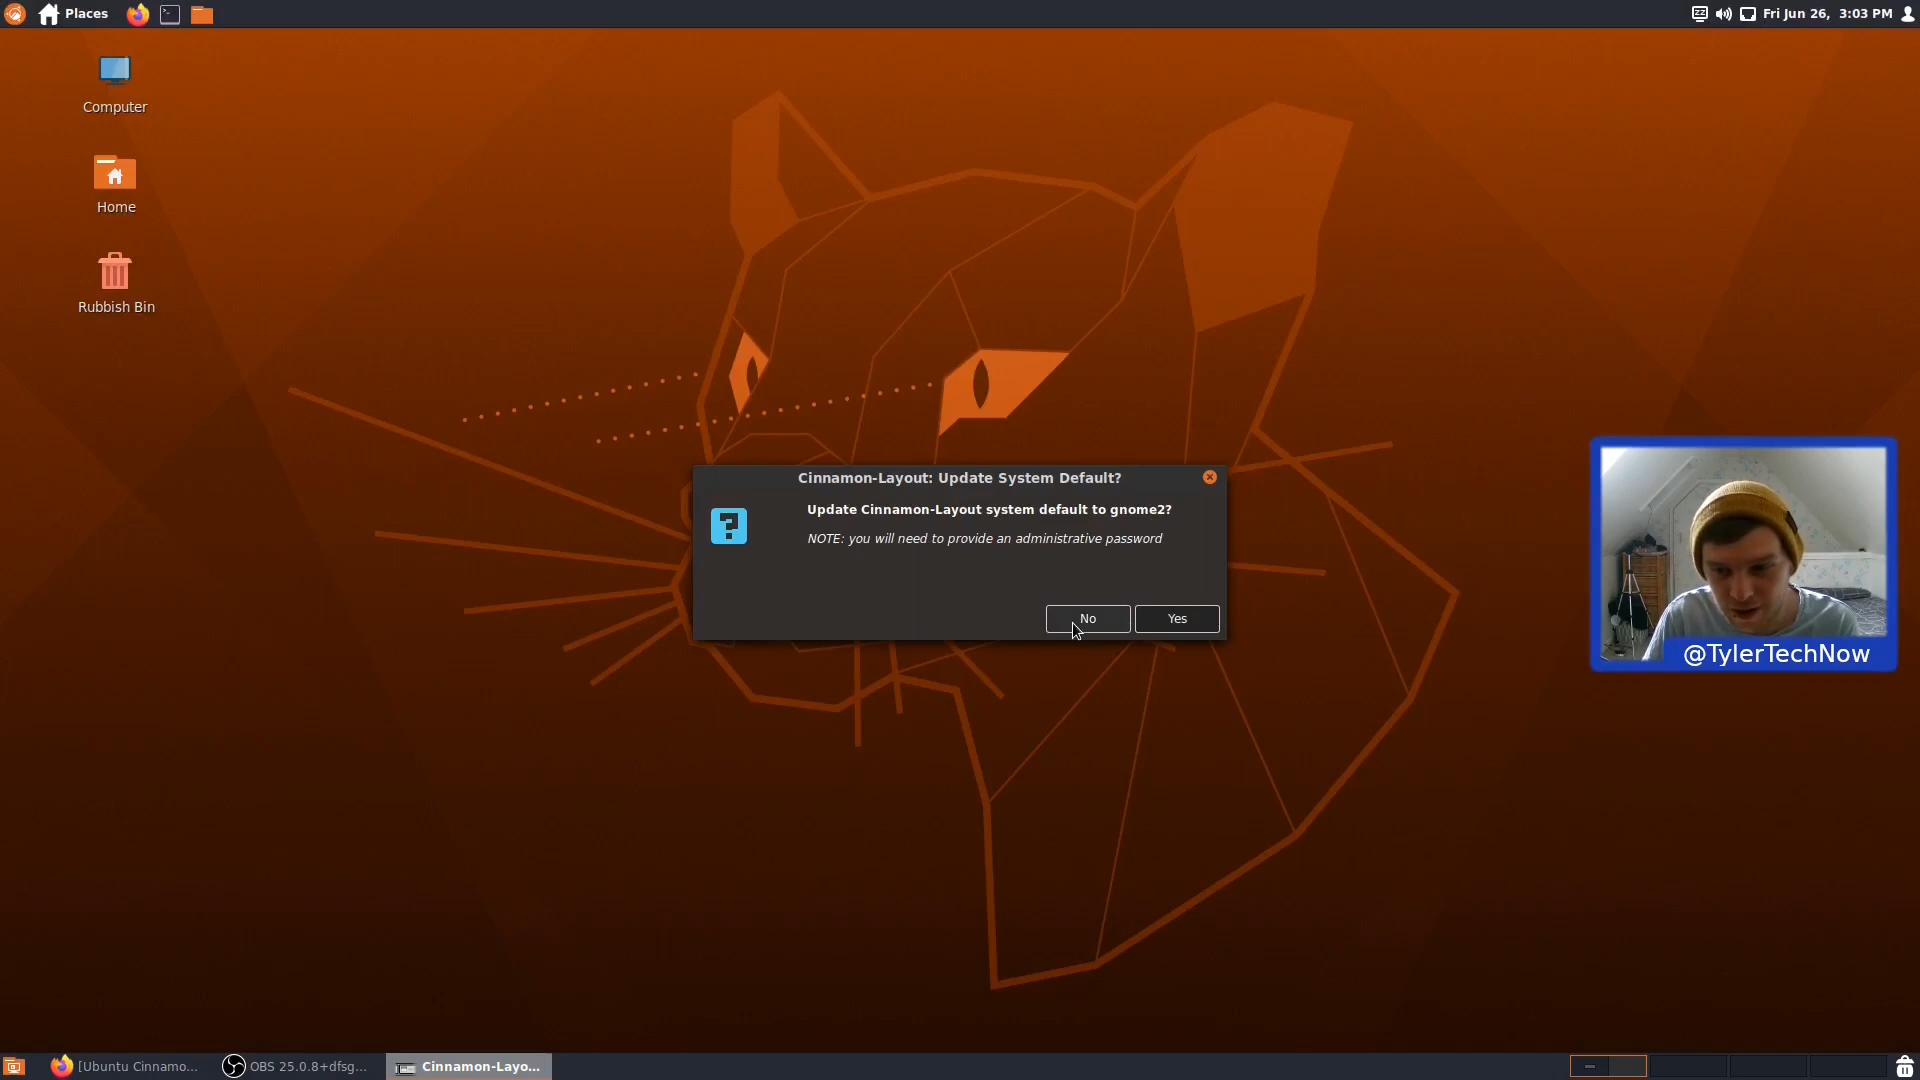 Places
Fri Jun 26, 3:03 PM
Computer
Home
Rubbish Bin
Cinnamon-Layout: Update System Default?
Update Cinnamon-Layout system default to gnome2?
NOTE: you will need to provide an administrative password
No
Yes
@TylerTechNow
[Ubuntu Cinnamo...
OBS 25.0.8+dfsg...
Cinnamon-Layo...